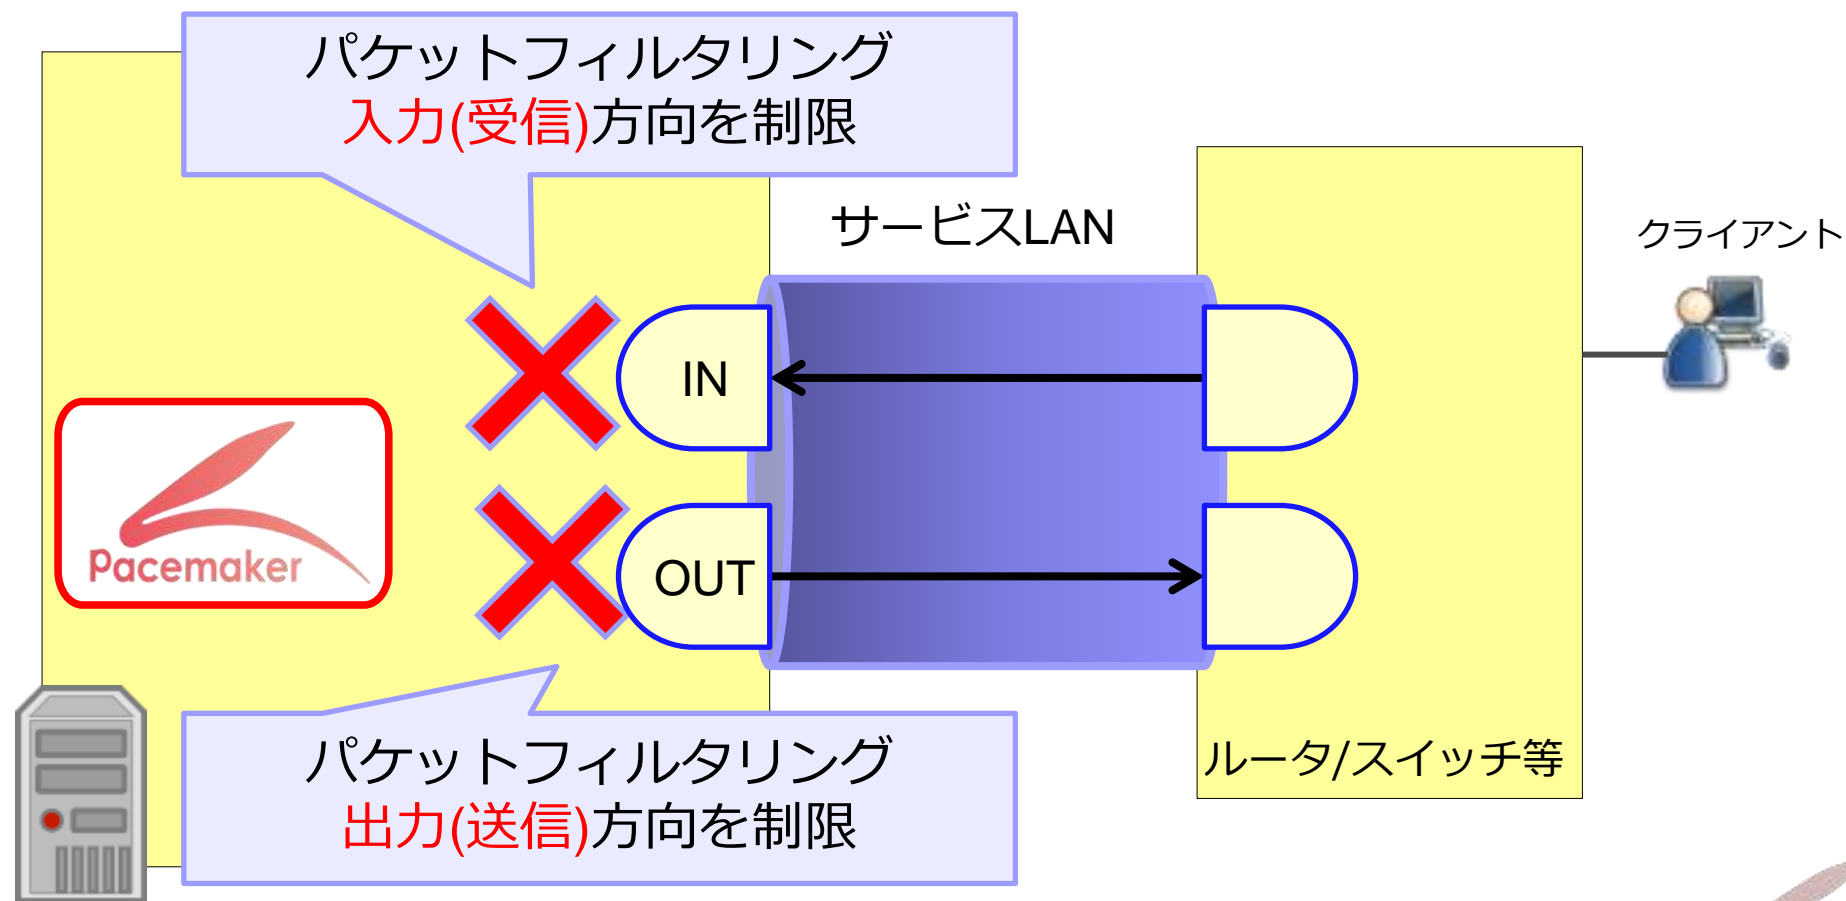 パケットフィルタリング
入力(受信)方向を制限
サービスLAN
クライアント
IN
Pacemaker
OUT
ルータ/スイッチ等
パケットフィルタリング
出力(送信)方向を制限